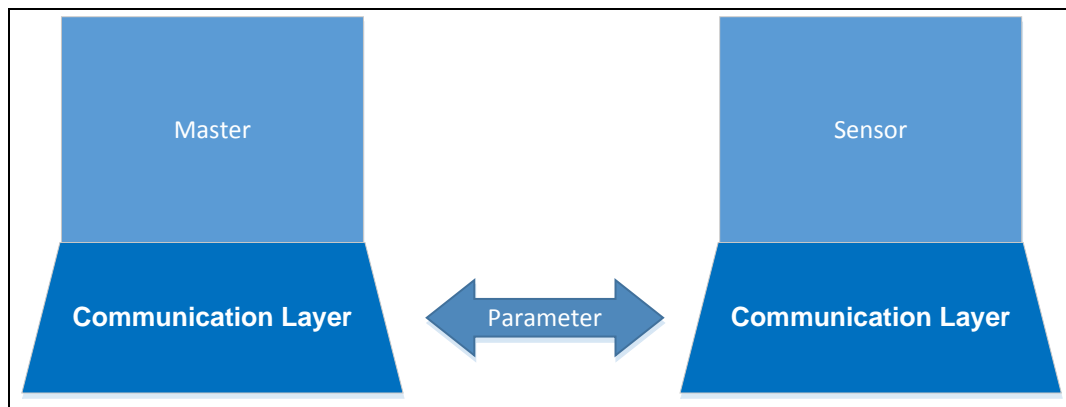 Master
Sensor
Communication Layer
Parameter
Communication Layer